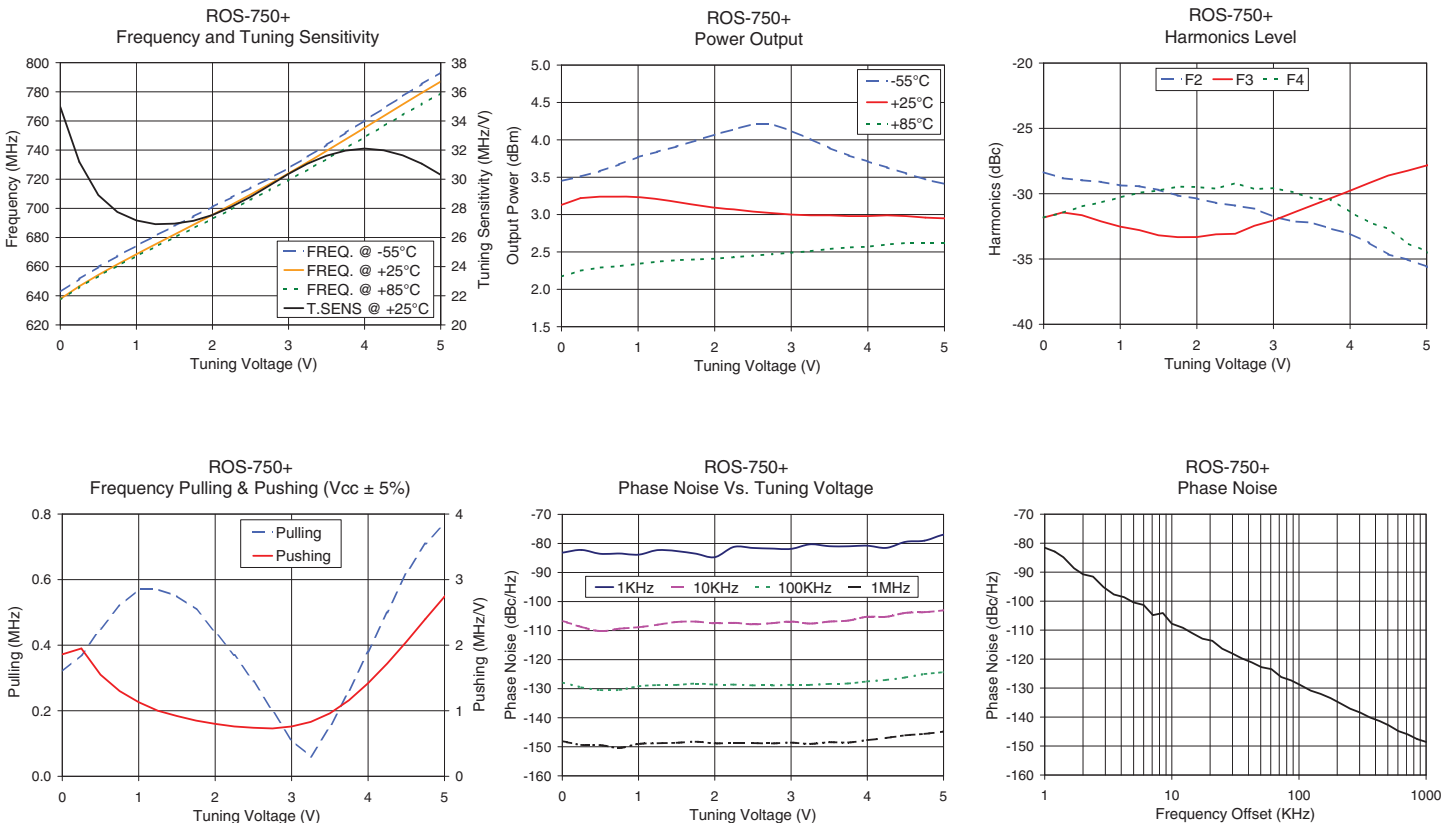 ROS-750+
Frequency and Tuning Sensitivity
Frequency (MHz)
800
780
760
740
720
700
680
660
640
620
38
36
34
32
30
28
26
24
22
20
Tuning Sensitivity (MHz/V)
FREQ. @ -55°C
FREQ. @ +25°C
FREQ. @ +85°C
T.SENS @ +25°C
0 1 2 3 4 5
Tuning Voltage (V)
ROS-750+
Power Output
Output Power (dBm)
5.0
4.5
4.0
3.5
3.0
2.5
2.0
1.5
-55°C
+25°C
+85°C
0 1 2 3 4 5
Tuning Voltage (V)
ROS-750+
Harmonics Level
Harmonics (dBc)
-20
-25
-30
-35
-40
F2 F3 F4
0 1 2 3 4 5
Tuning Voltage (V)
ROS-750+
Frequency Pulling & Pushing (Vcc ± 5%)
Pulling (MHz)
0.8
0.6
0.4
0.2
0.0
4
3
2
1
0
Pushing (MHz/V)
Pulling
Pushing
0 1 2 3 4 5
Tuning Voltage (V)
ROS-750+
Phase Noise Vs. Tuning Voltage
Phase Noise (dBc/Hz)
-70
-80
-90
-100
-110
-120
-130
-140
-150
-160
1KHz 10KHz 100KHz 1MHz
0 1 2 3 4 5
Tuning Voltage (V)
ROS-750+
Phase Noise
Phase Noise (dBc/Hz)
-70
-80
-90
-100
-110
-120
-130
-140
-150
-160
1 10 100 1000
Frequency Offset (KHz)